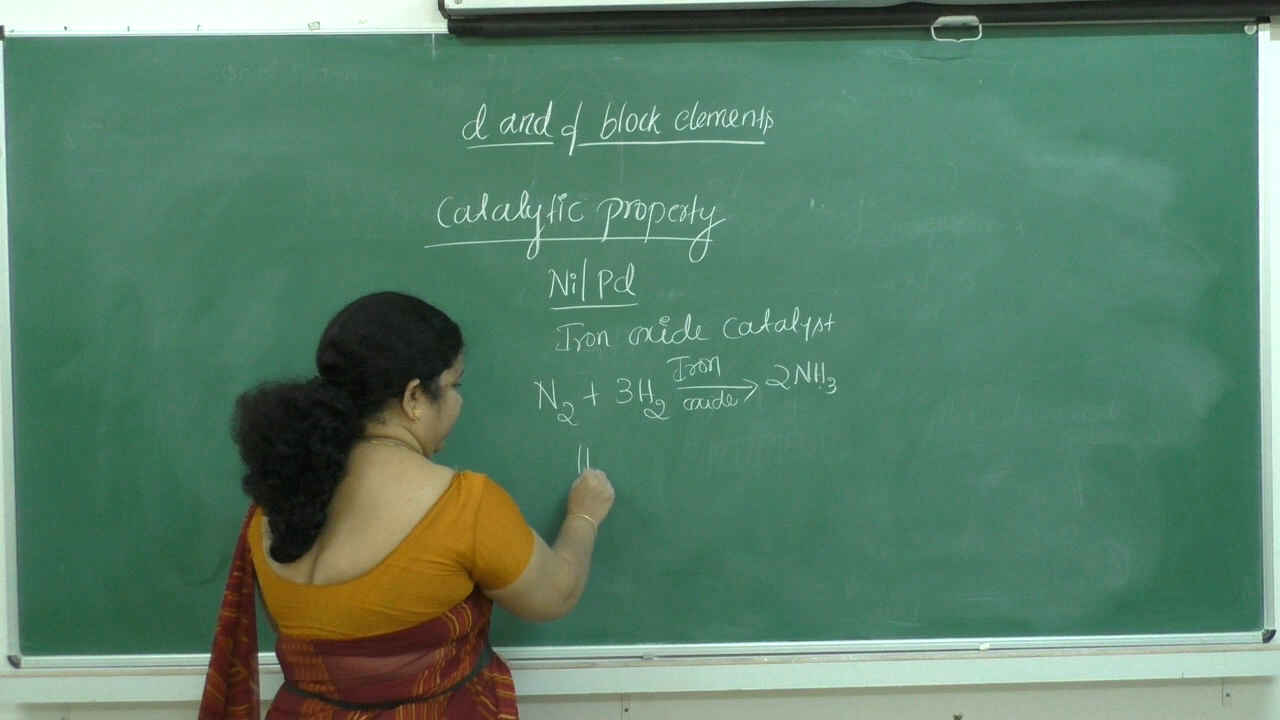 d and f block elements
Catalytic property
Ni/Pd
Iron oxide catalyst
N2 + 3H2 Iron oxide → 2NH3